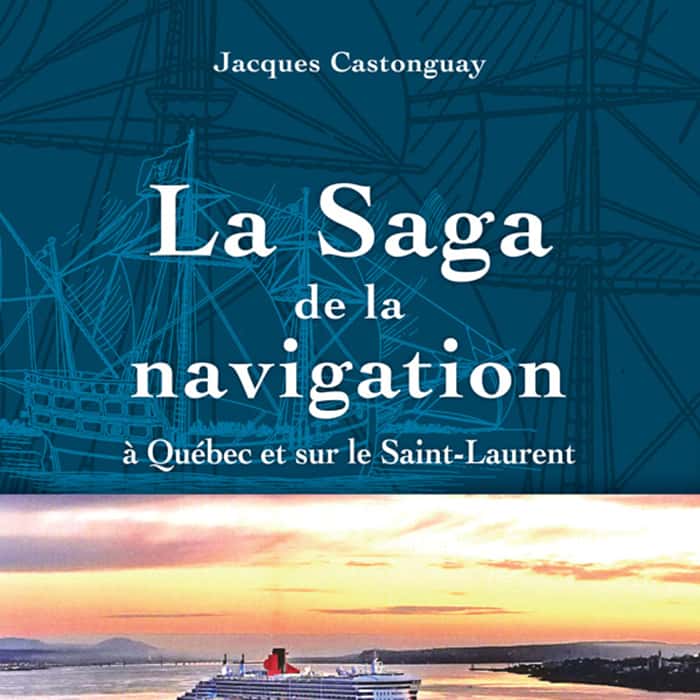 Jacques Castonguay
La Saga
de la
navigation
à Québec et sur le Saint-Laurent